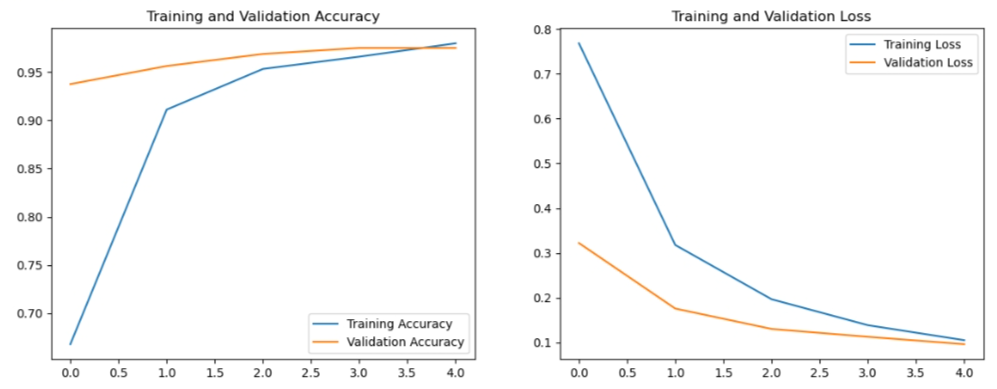 Training and Validation Accuracy
0.95
0.90
0.85
0.80
0.75
0.70
Training Accuracy
Validation Accuracy
0.0 0.5 1.0 1.5 2.0 2.5 3.0 3.5 4.0
Training and Validation Loss
0.8
0.7
0.6
0.5
0.4
0.3
0.2
0.1
Training Loss
Validation Loss
0.0 0.5 1.0 1.5 2.0 2.5 3.0 3.5 4.0